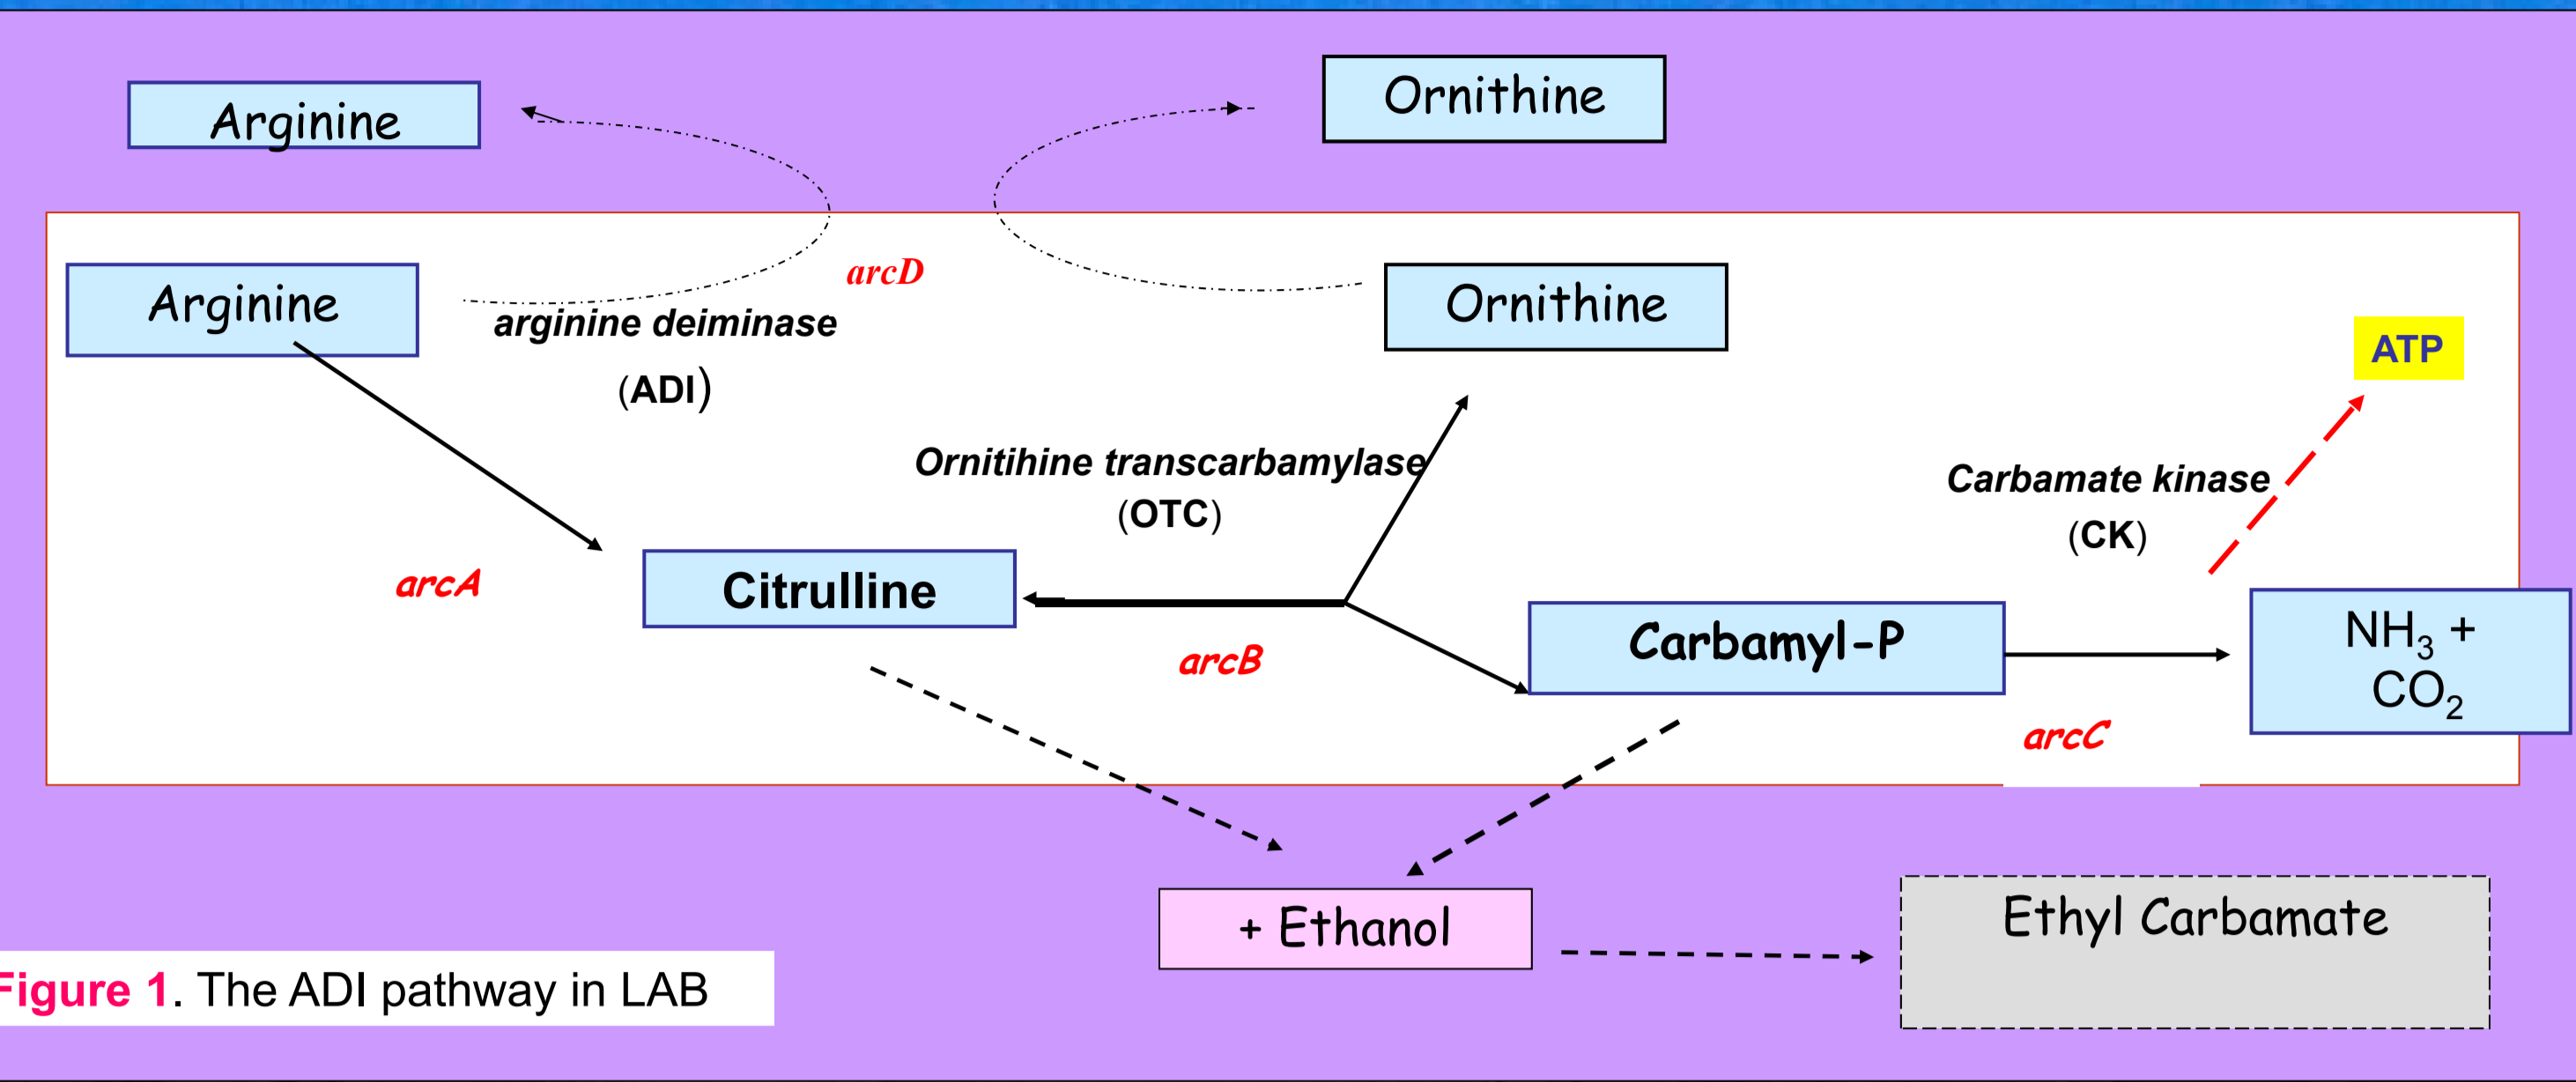 Arginine
Ornithine
arcD
Arginine
arginine deiminase
(ADI)
Ornithine
ATP
Ornitihine transcarbamylase
(OTC)
Carbamate kinase
(CK)
arcA
Citrulline
arcB
Carbamyl-P
NH₃ +
CO₂
arcC
+ Ethanol
Ethyl Carbamate
Figure 1. The ADI pathway in LAB